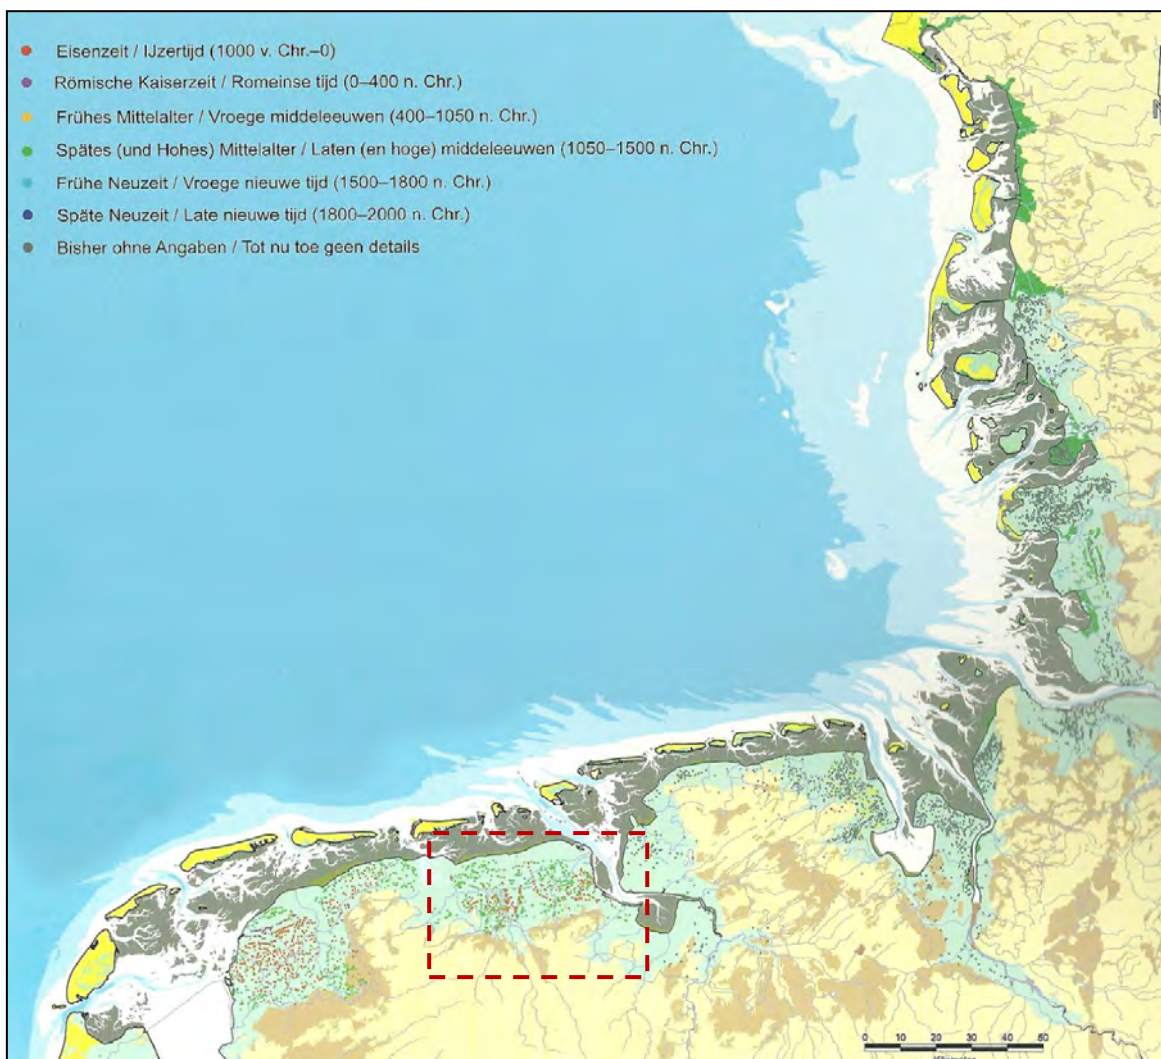 Eisenzeit / IJzertijd (1000 v. Chr.–0)
Römische Kaiserzeit / Romeinse tijd (0–400 n. Chr.)
Frühes Mittelalter / Vroege middeleeuwen (400–1050 n. Chr.)
Spätes (und Hohes) Mittelalter / Laten (en hoge) middeleeuwen (1050–1500 n. Chr.)
Frühe Neuzeit / Vroege nieuwe tijd (1500–1800 n. Chr.)
Späte Neuzeit / Late nieuwe tijd (1800–2000 n. Chr.)
Bisher ohne Angaben / Tot nu toe geen details
0 10 20 30 40 50